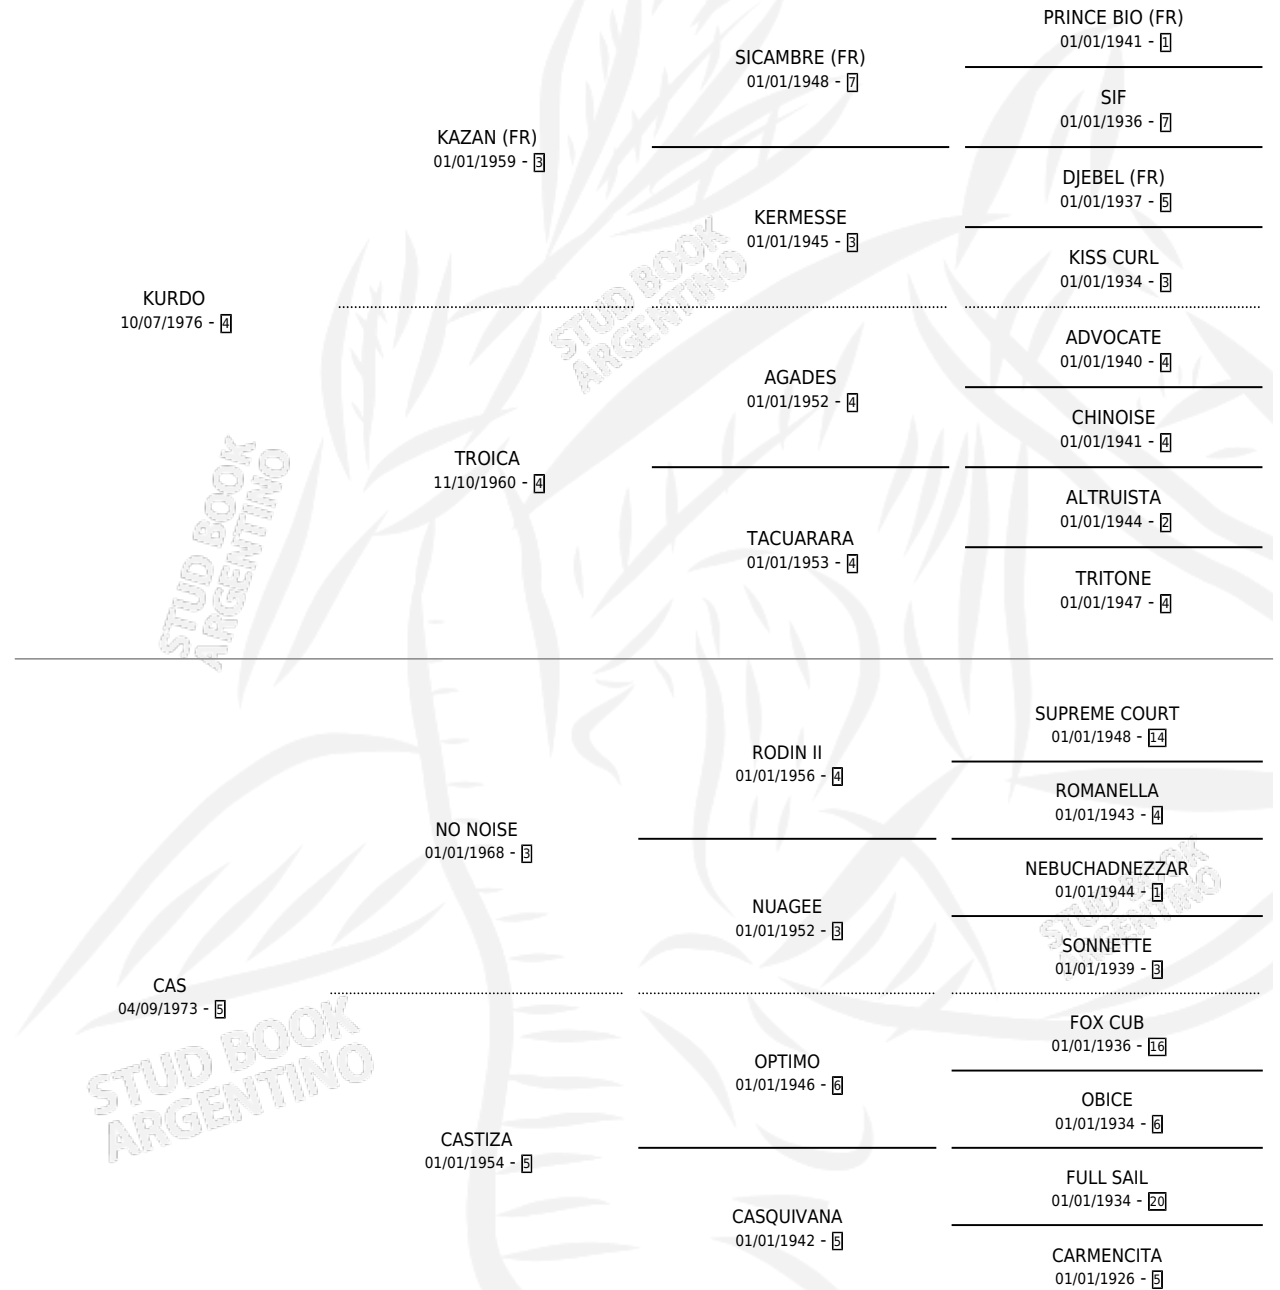 PRINCE BIO (FR)
01/01/1941 - 1
SICAMBRE (FR)
01/01/1948 - 7
SIF
01/01/1936 - 7
KAZAN (FR)
01/01/1959 - 3
DJEBEL (FR)
01/01/1937 - 5
KERMESSE
01/01/1945 - 3
KISS CURL
01/01/1934 - 3
KURDO
10/07/1976 - 4
STUD BOOK
ARGENTINO
ADVOCATE
01/01/1940 - 4
AGADES
01/01/1952 - 4
CHINOISE
01/01/1941 - 4
TROICA
11/10/1960 - 4
ALTRUISTA
01/01/1944 - 2
TACUARARA
01/01/1953 - 4
TRITONE
01/01/1947 - 4
STUD BOOK
ARGENTINO
SUPREME COURT
01/01/1948 - 14
RODIN II
01/01/1956 - 4
ROMANELLA
01/01/1943 - 4
NO NOISE
01/01/1968 - 3
NEBUCHADNEZZAR
01/01/1944 - 1
NUAGEE
01/01/1952 - 3
STUD BOOK
ARGENTINO
SONNETTE
01/01/1939 - 3
CAS
04/09/1973 - 5
STUD BOOK
ARGENTINO
FOX CUB
01/01/1936 - 16
OPTIMO
01/01/1946 - 6
OBICE
01/01/1934 - 6
CASTIZA
01/01/1954 - 5
FULL SAIL
01/01/1934 - 20
CASQUIVANA
01/01/1942 - 5
CARMENCITA
01/01/1926 - 5